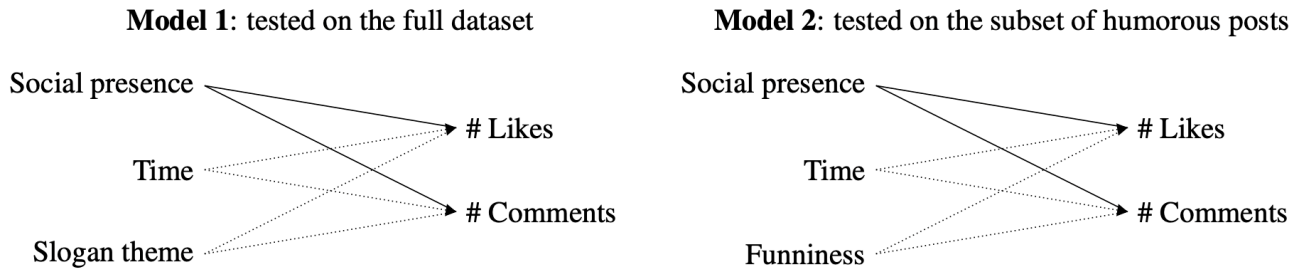 Model 1: tested on the full dataset
Social presence
# Likes
Time
# Comments
Slogan theme
Model 2: tested on the subset of humorous posts
Social presence
# Likes
Time
# Comments
Funniness